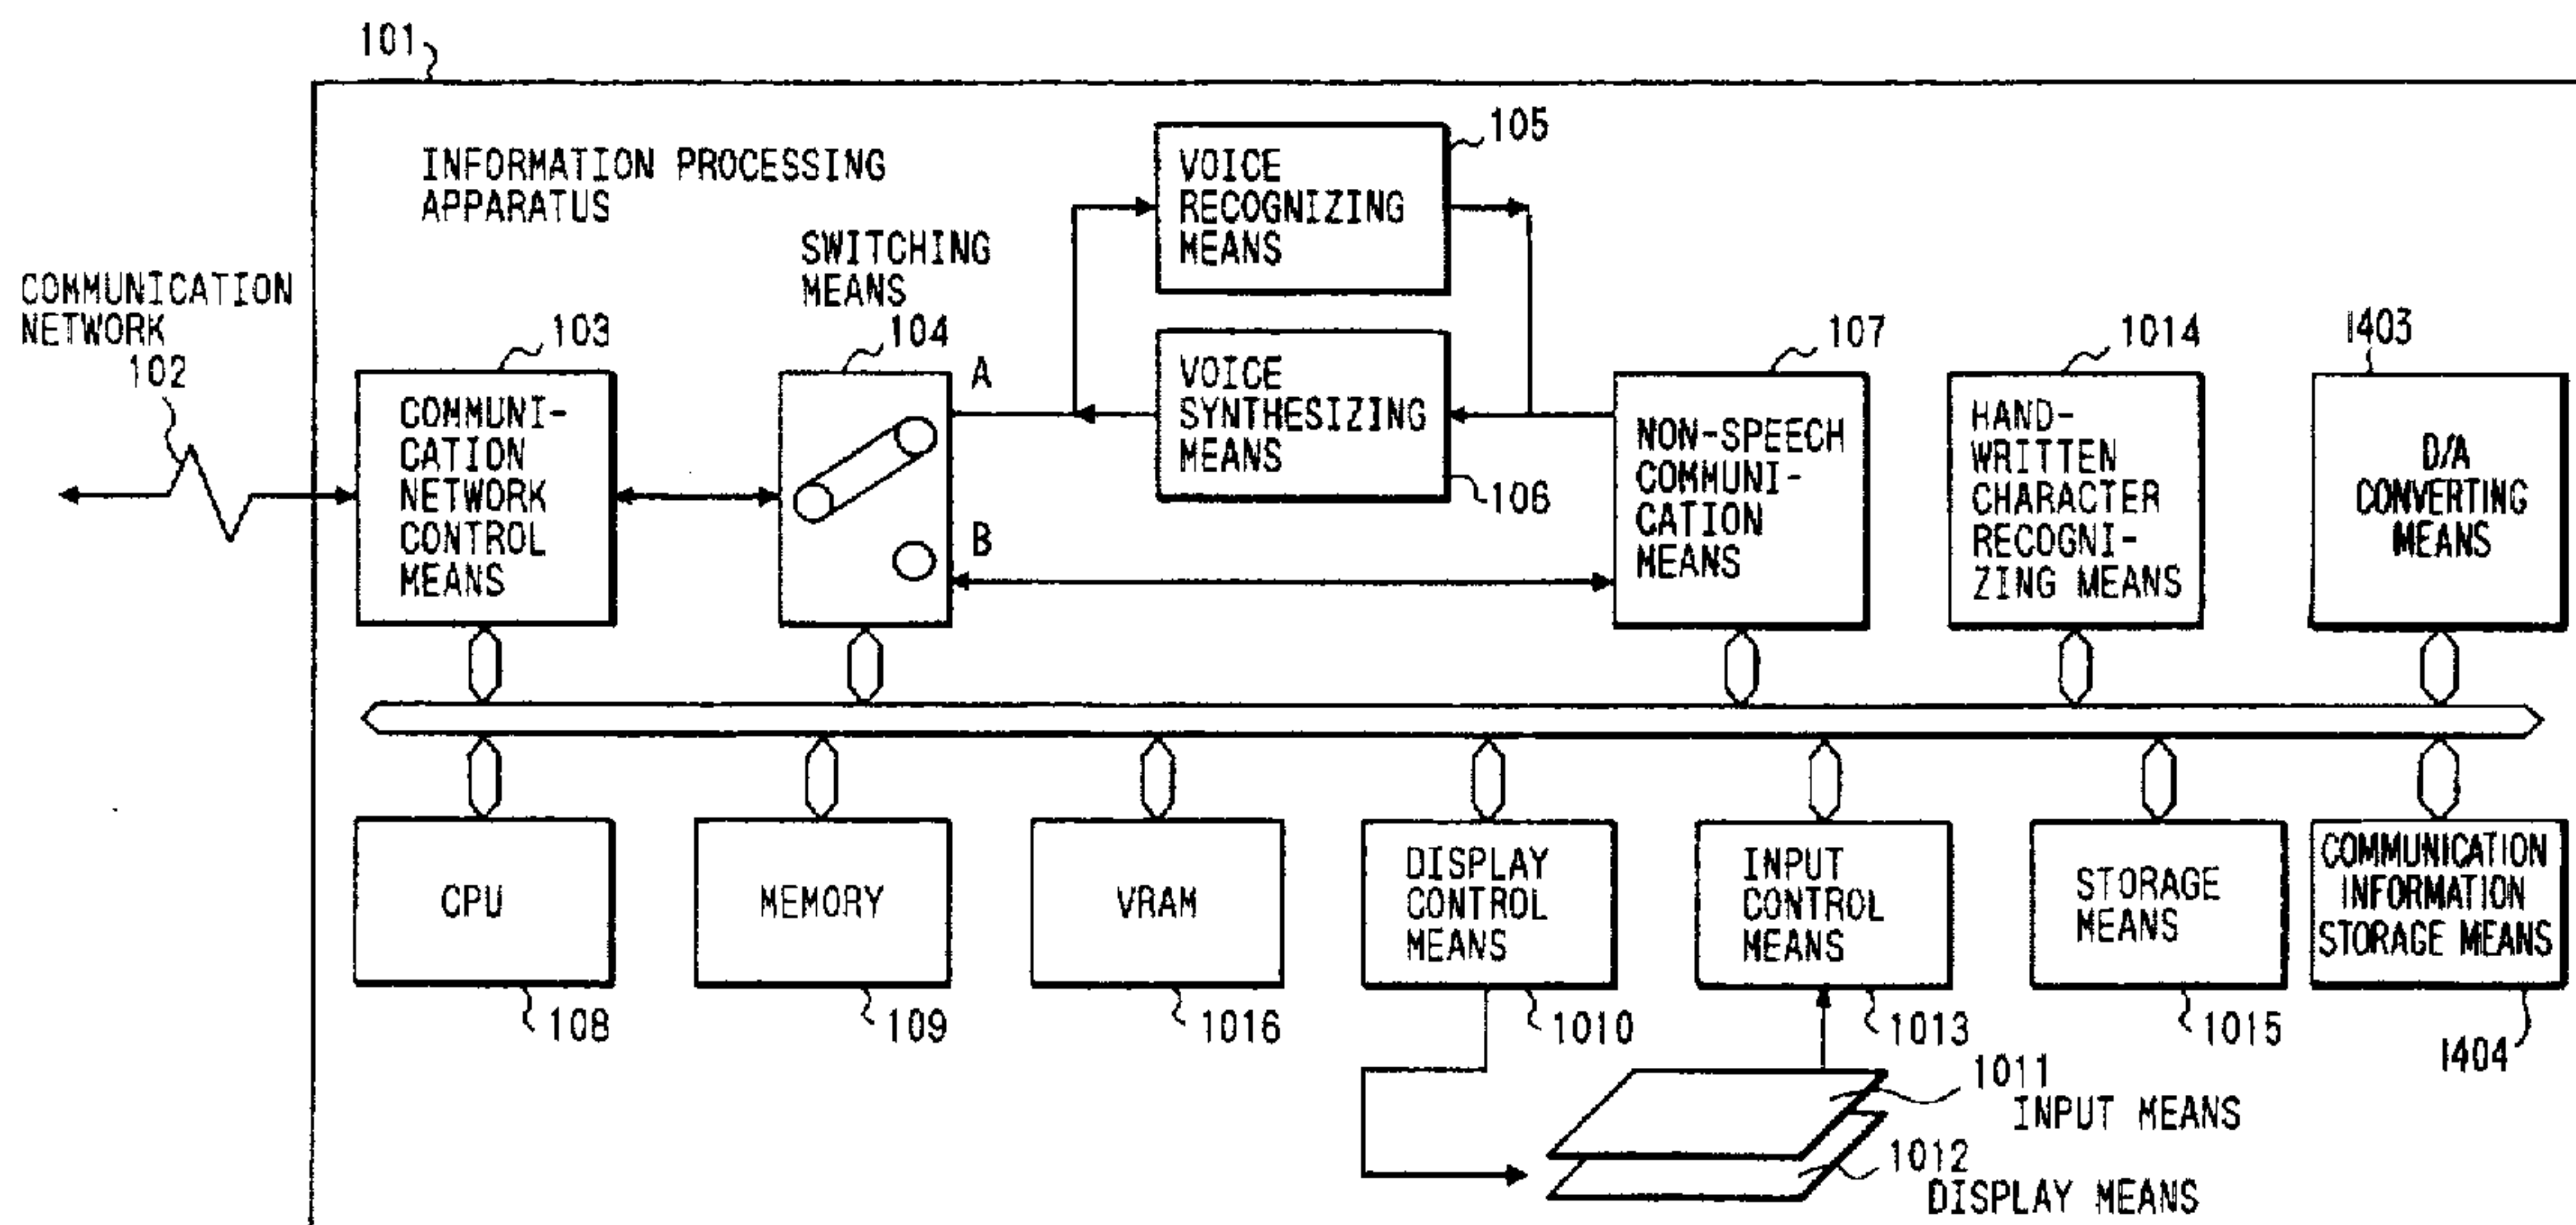 101
INFORMATION PROCESSING
APPARATUS
COMMUNICATION
NETWORK
102
103
COMMUNI-
CATION
NETWORK
CONTROL
MEANS
SWITCHING
MEANS
104
A
B
105
VOICE
RECOGNIZING
MEANS
VOICE
SYNTHESIZING
MEANS
106
107
NON-SPEECH
COMMUNI-
CATION
MEANS
1014
HAND-
WRITTEN
CHARACTER
RECOGNI-
ZING MEANS
1403
D/A
CONVERTING
MEANS
CPU
108
MEMORY
109
VRAM
1016
DISPLAY
CONTROL
MEANS
1010
INPUT
CONTROL
MEANS
1013
STORAGE
MEANS
1015
COMMUNICATION
INFORMATION
STORAGE MEANS
1404
1011
INPUT MEANS
1012
DISPLAY MEANS